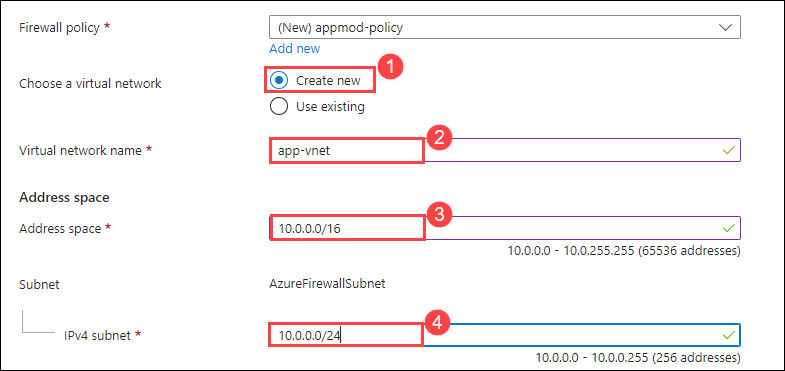 Firewall policy * (New) appmod-policy
Add new
1
Choose a virtual network Create new
Use existing
2
Virtual network name * app-vnet
Address space
3
Address space * 10.0.0.0/16
10.0.0.0 - 10.0.255.255 (65536 addresses)
Subnet AzureFirewallSubnet
4
IPv4 subnet * 10.0.0.0/24
10.0.0.0 - 10.0.0.255 (256 addresses)